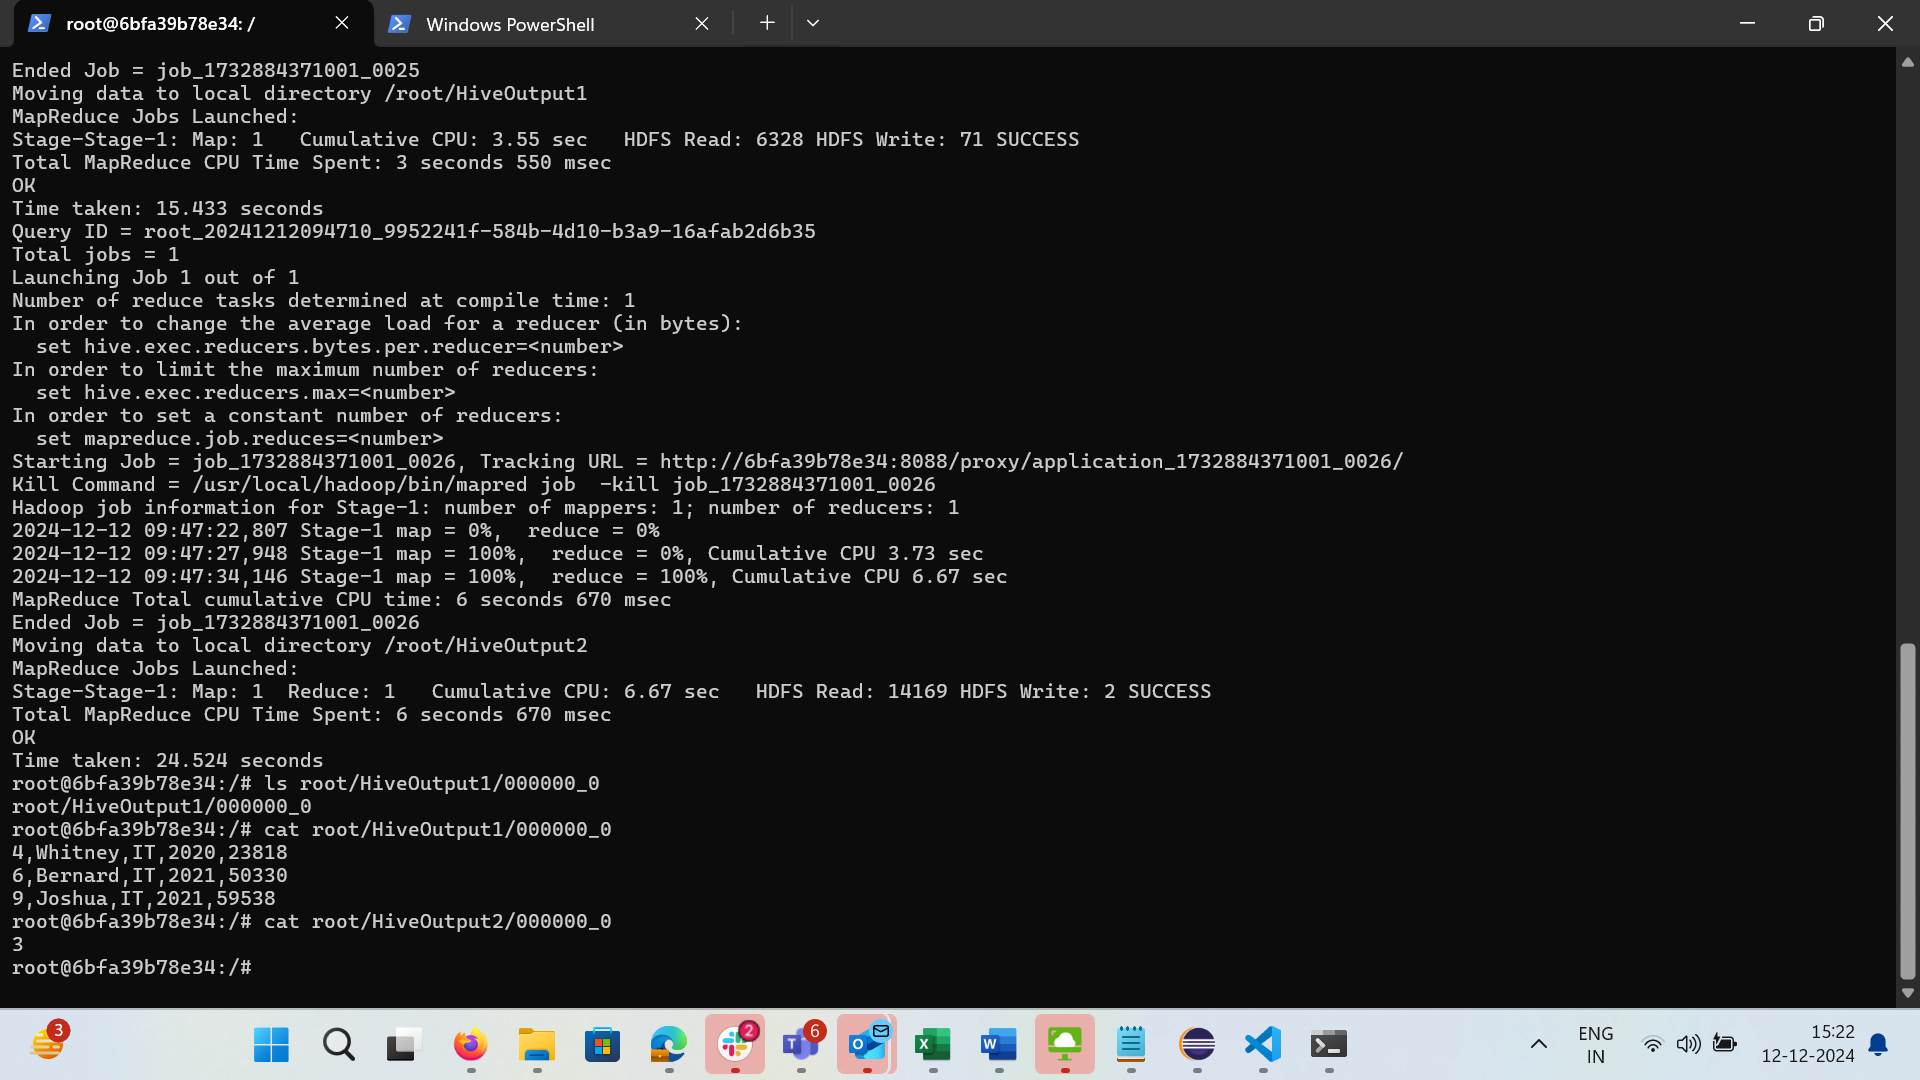 root@6bfa39b78e34: /
Windows PowerShell
Ended Job = job_1732884371001_0025
Moving data to local directory /root/HiveOutput1
MapReduce Jobs Launched:
Stage-Stage-1: Map: 1   Cumulative CPU: 3.55 sec   HDFS Read: 6328 HDFS Write: 71 SUCCESS
Total MapReduce CPU Time Spent: 3 seconds 550 msec
OK
Time taken: 15.433 seconds
Query ID = root_20241212094710_9952241f-584b-4d10-b3a9-16afab2d6b35
Total jobs = 1
Launching Job 1 out of 1
Number of reduce tasks determined at compile time: 1
In order to change the average load for a reducer (in bytes):
  set hive.exec.reducers.bytes.per.reducer=<number>
In order to limit the maximum number of reducers:
  set hive.exec.reducers.max=<number>
In order to set a constant number of reducers:
  set mapreduce.job.reduces=<number>
Starting Job = job_1732884371001_0026, Tracking URL = http://6bfa39b78e34:8088/proxy/application_1732884371001_0026/
Kill Command = /usr/local/hadoop/bin/mapred job  -kill job_1732884371001_0026
Hadoop job information for Stage-1: number of mappers: 1; number of reducers: 1
2024-12-12 09:47:22,807 Stage-1 map = 0%,  reduce = 0%
2024-12-12 09:47:27,948 Stage-1 map = 100%,  reduce = 0%, Cumulative CPU 3.73 sec
2024-12-12 09:47:34,146 Stage-1 map = 100%,  reduce = 100%, Cumulative CPU 6.67 sec
MapReduce Total cumulative CPU time: 6 seconds 670 msec
Ended Job = job_1732884371001_0026
Moving data to local directory /root/HiveOutput2
MapReduce Jobs Launched:
Stage-Stage-1: Map: 1  Reduce: 1   Cumulative CPU: 6.67 sec   HDFS Read: 14169 HDFS Write: 2 SUCCESS
Total MapReduce CPU Time Spent: 6 seconds 670 msec
OK
Time taken: 24.524 seconds
root@6bfa39b78e34:/# ls root/HiveOutput1/000000_0
root/HiveOutput1/000000_0
root@6bfa39b78e34:/# cat root/HiveOutput1/000000_0
4,Whitney,IT,2020,23818
6,Bernard,IT,2021,50330
9,Joshua,IT,2021,59538
root@6bfa39b78e34:/# cat root/HiveOutput2/000000_0
3
root@6bfa39b78e34:/#
3
2
6
ENG
IN
15:22
12-12-2024